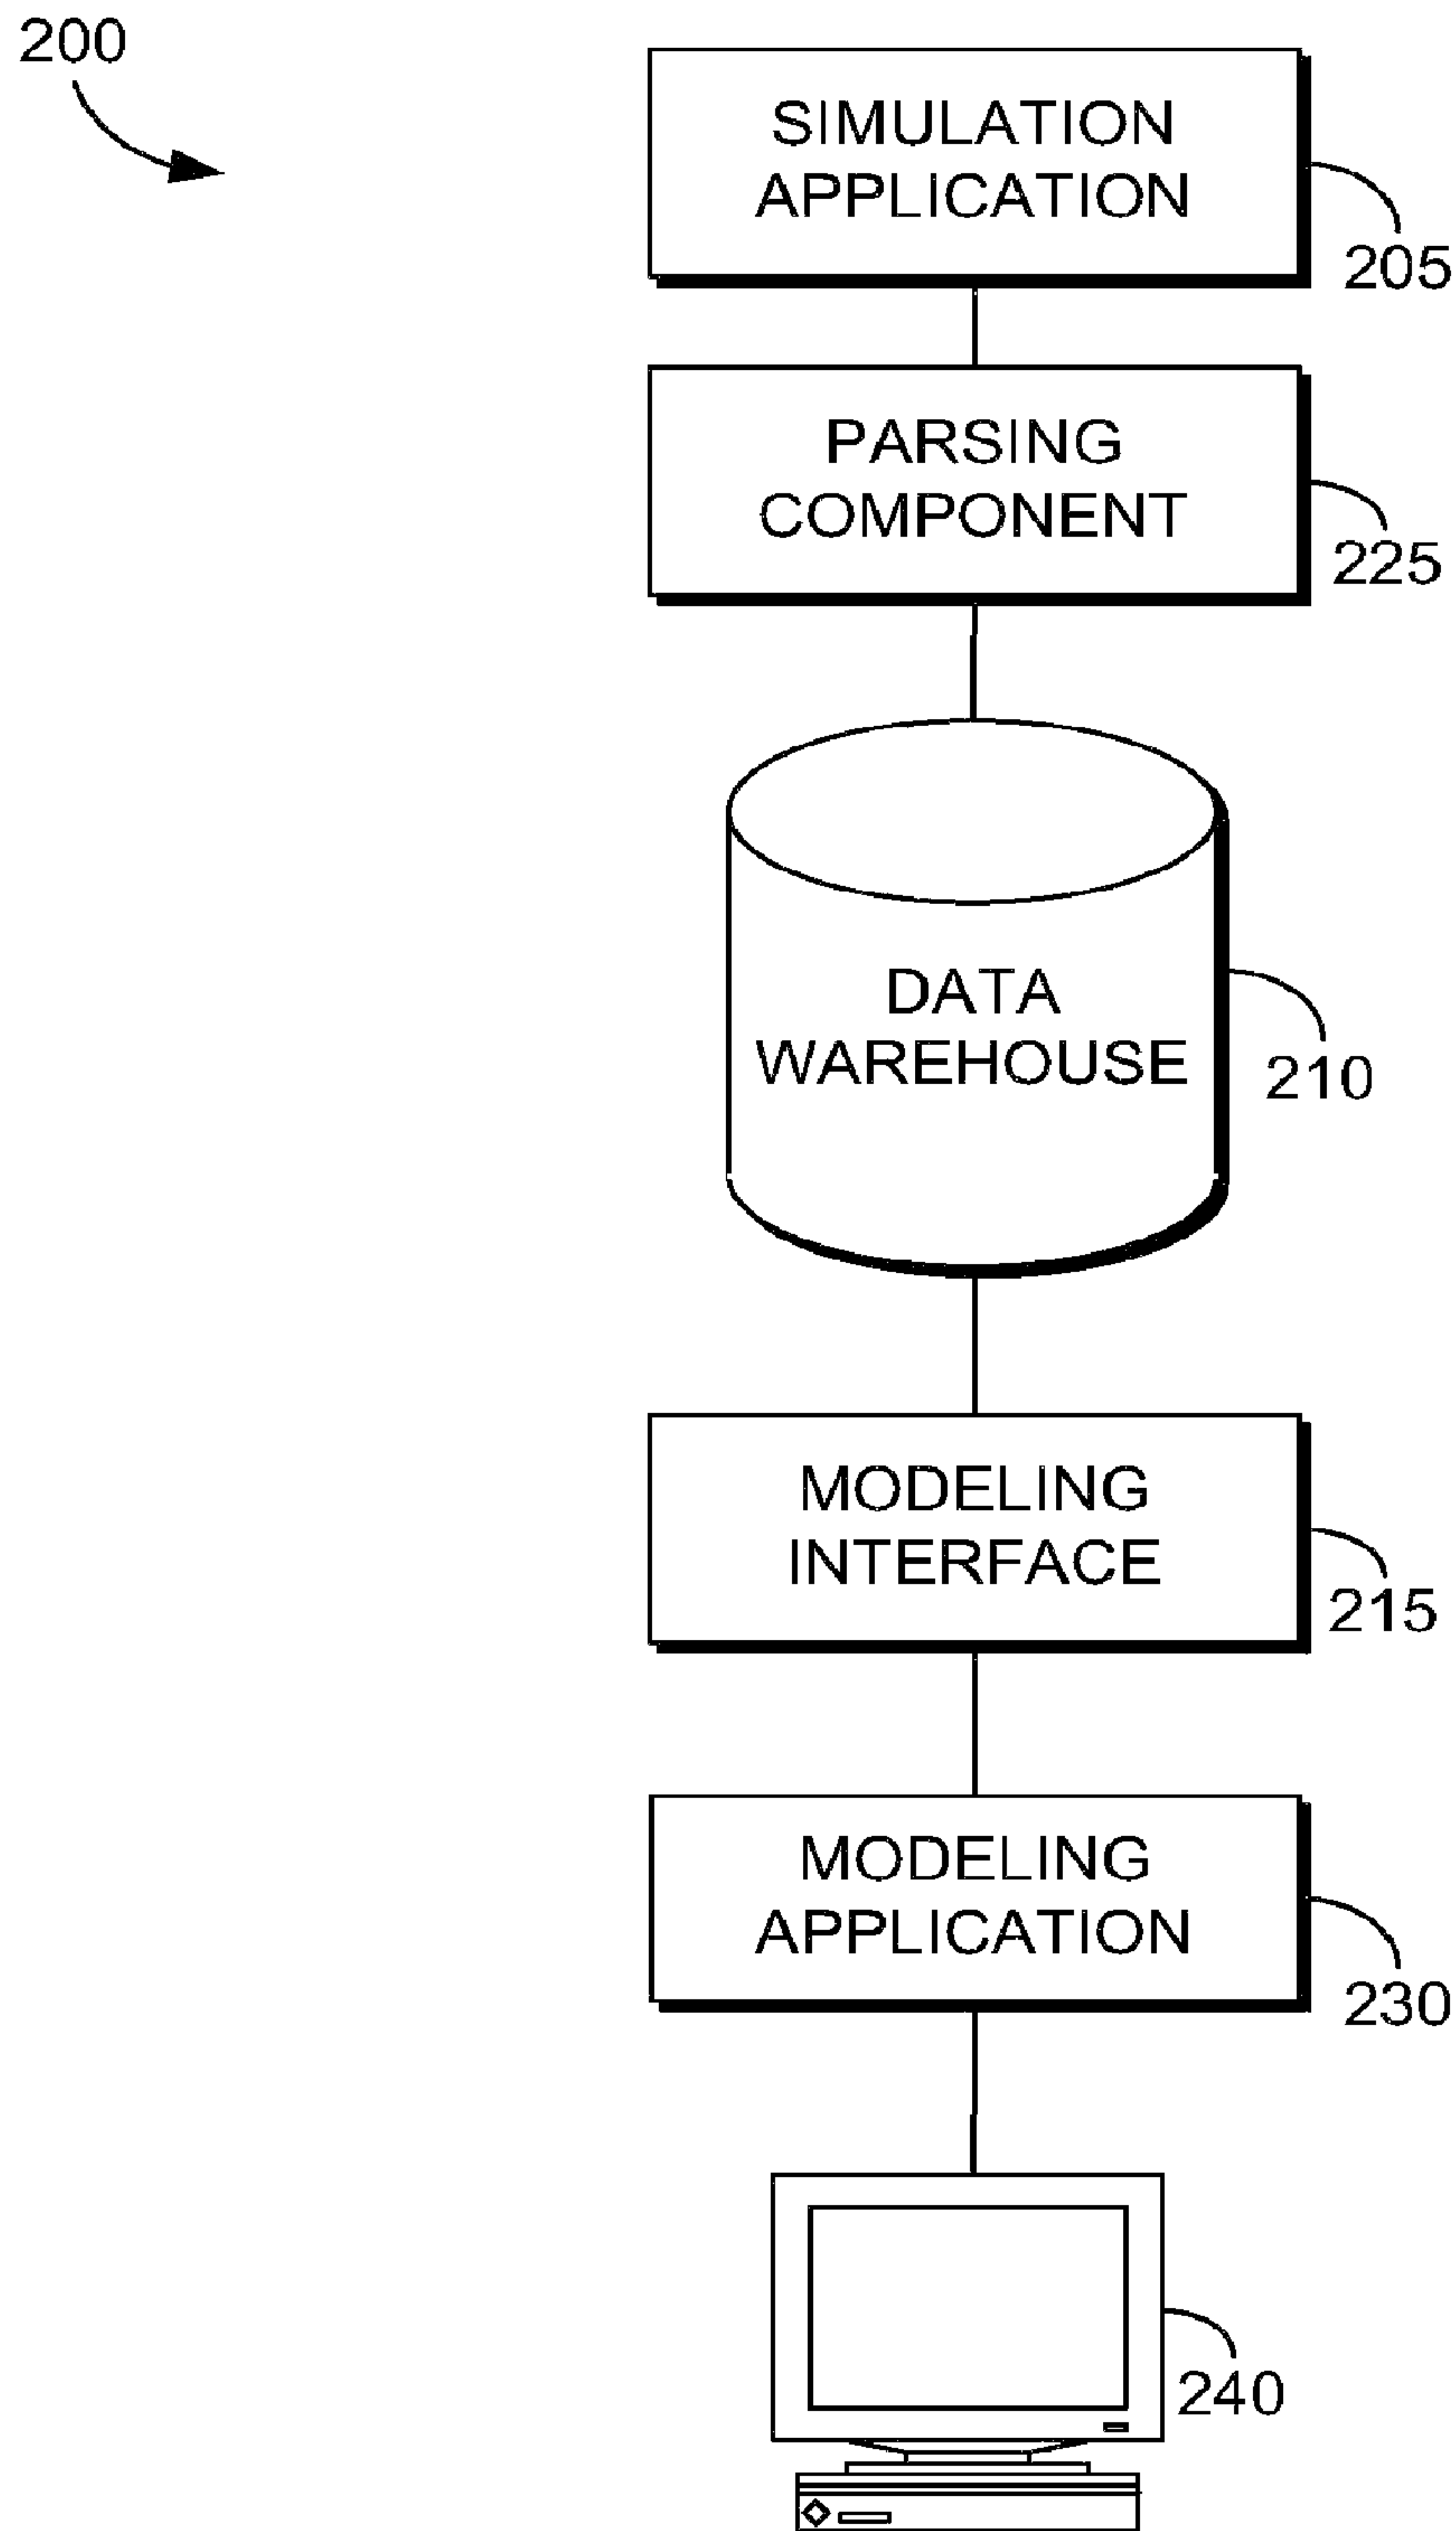 200
SIMULATION
APPLICATION
205
PARSING
COMPONENT
225
DATA
WAREHOUSE
210
MODELING
INTERFACE
215
MODELING
APPLICATION
230
240